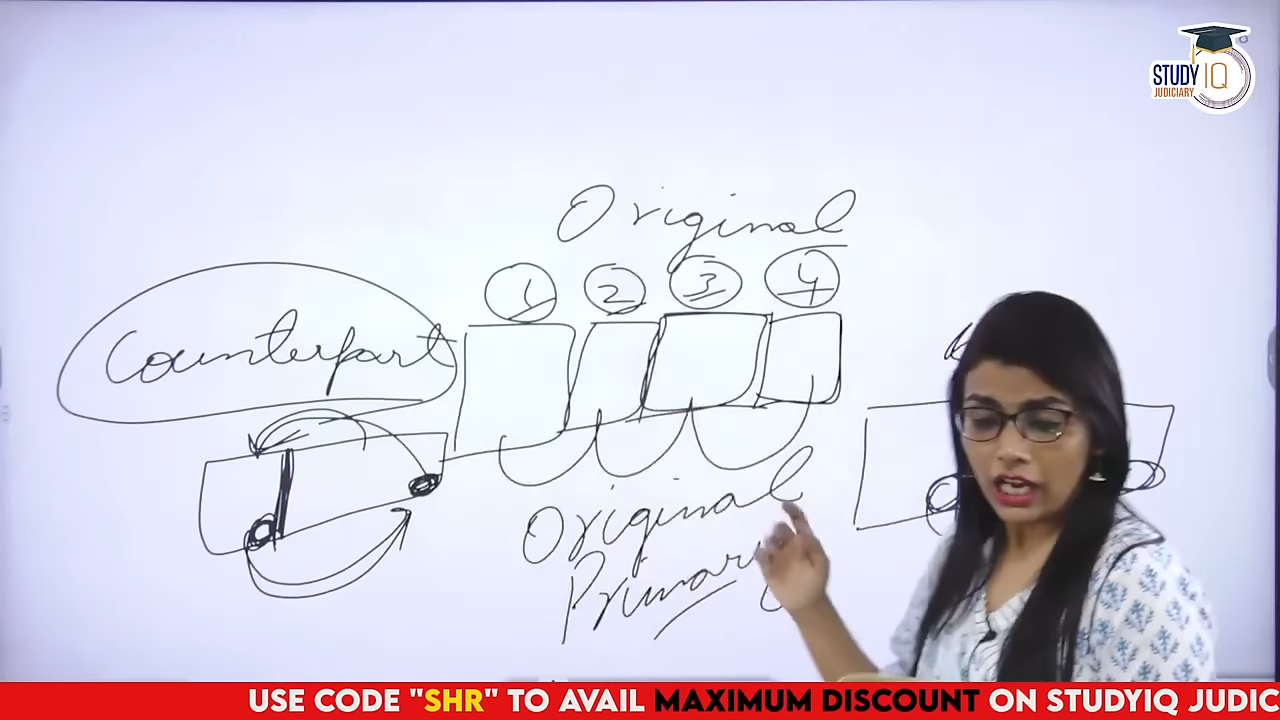 STUDY IQ
JUDICIARY
Original
1 2 3 4
Counterpart
Original
Primary
USE CODE "SHR" TO AVAIL MAXIMUM DISCOUNT ON STUDYIQ JUDIC